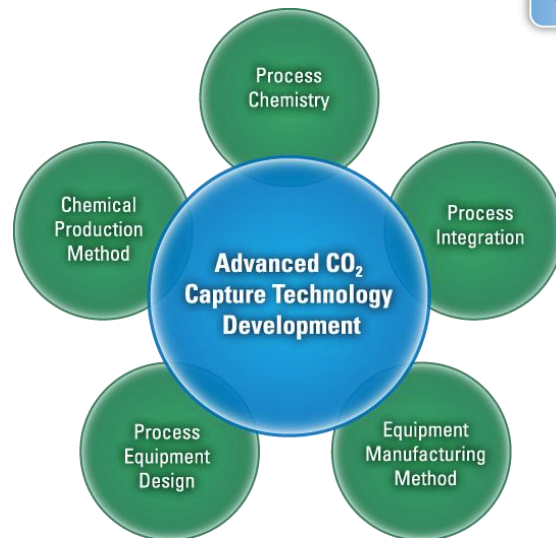 Process
Chemistry
Chemical
Production
Method
Process
Integration
Advanced CO₂
Capture Technology
Development
Process
Equipment
Design
Equipment
Manufacturing
Method